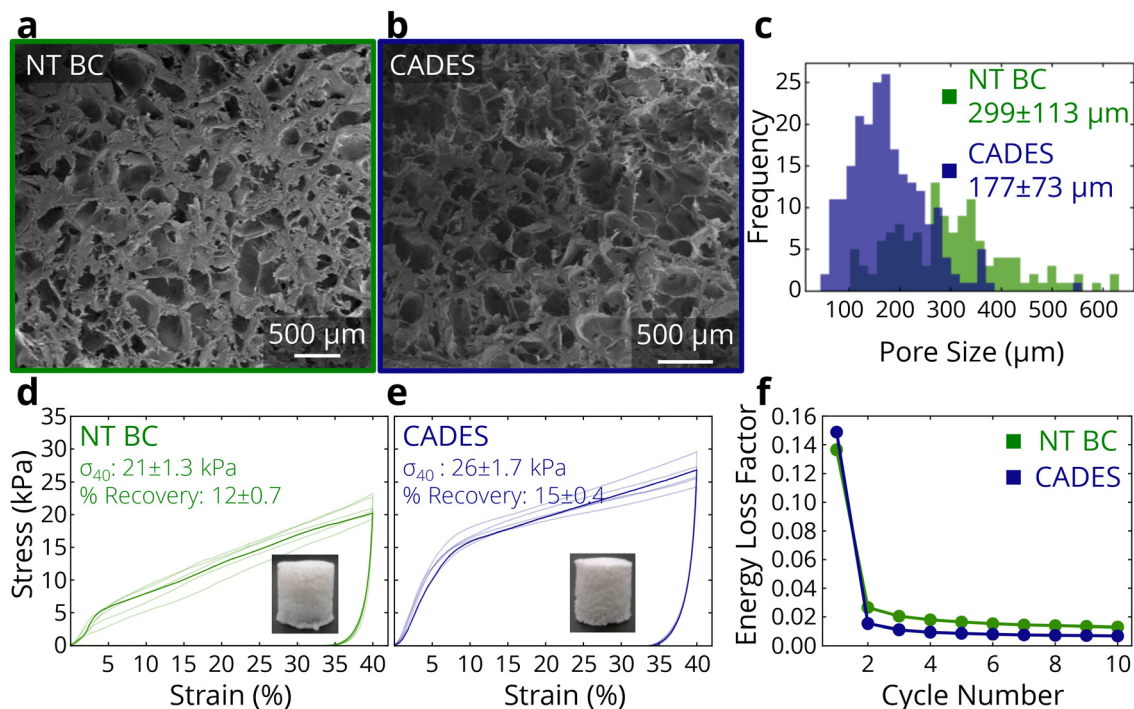 a
NT BC
500 µm
b
CADES
500 µm
c
NT BC
299±113 µm
CADES
177±73 µm
Frequency
25
20
15
10
5
0
100 200 300 400 500 600
Pore Size (µm)
d
NT BC
σ40: 21±1.3 kPa
% Recovery: 12±0.7
Stress (kPa)
35
30
25
20
15
10
5
0
5 10 15 20 25 30 35 40
Strain (%)
e
CADES
σ40 : 26±1.7 kPa
% Recovery: 15±0.4
5 10 15 20 25 30 35 40
Strain (%)
f
NT BC
CADES
Energy Loss Factor
0.16
0.14
0.12
0.10
0.08
0.06
0.04
0.02
0.00
2 4 6 8 10
Cycle Number